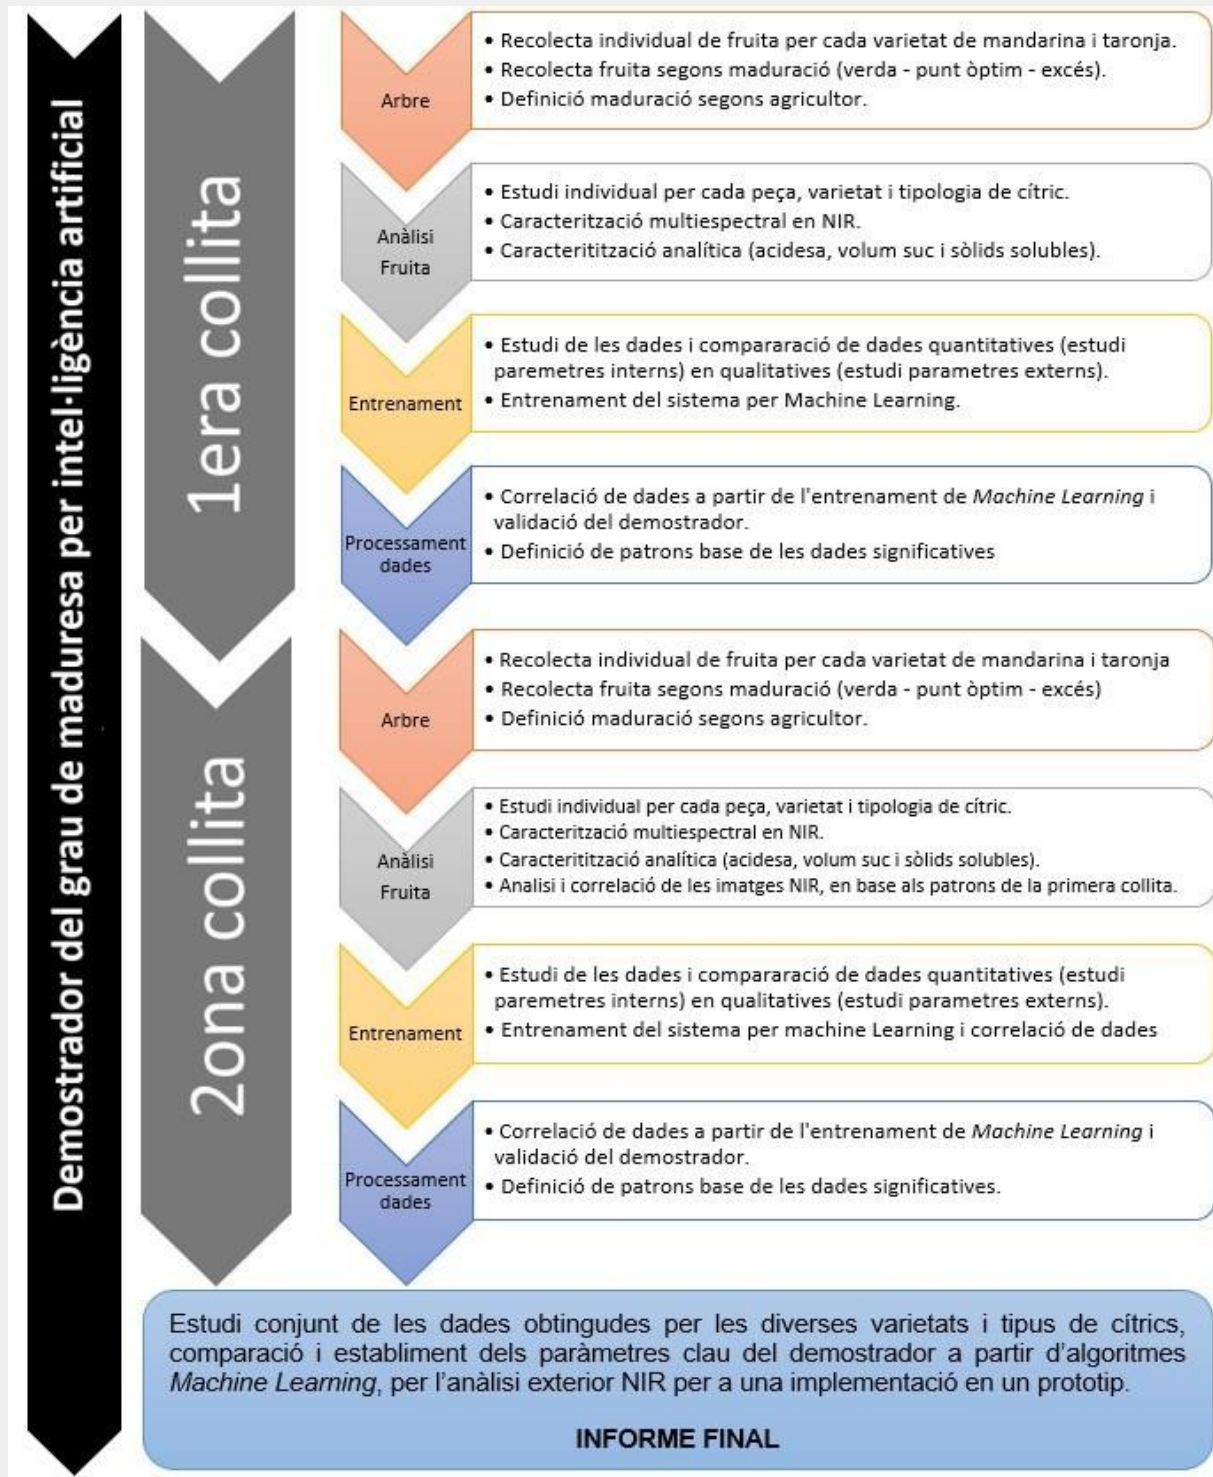 Demostrador del grau de maduresa per intel·ligència artificial
1era collita
Arbre
• Recolecta individual de fruita per cada varietat de mandarina i taronja.
• Recolecta fruita segons maduració (verda - punt òptim - excés).
• Definició maduració segons agricultor.
Anàlisi
Fruita
• Estudi individual per cada peça, varietat i tipologia de cítric.
• Caracterització multiespectral en NIR.
• Caracteritització analítica (acidesa, volum suc i sòlids solubles).
Entrenament
• Estudi de les dades i compararació de dades quantitatives (estudi
paremetres interns) en qualitatives (estudi parametres externs).
• Entrenament del sistema per Machine Learning.
Processament
dades
• Correlació de dades a partir de l'entrenament de Machine Learning i
validació del demostrador.
• Definició de patrons base de les dades significatives
2ona collita
Arbre
• Recolecta individual de fruita per cada varietat de mandarina i taronja
• Recolecta fruita segons maduració (verda - punt òptim - excés)
• Definició maduració segons agricultor.
Anàlisi
Fruita
• Estudi individual per cada peça, varietat i tipologia de cítric.
• Caracterització multiespectral en NIR.
• Caracteritització analítica (acidesa, volum suc i sòlids solubles).
• Analisi i correlació de les imatges NIR, en base als patrons de la primera collita.
Entrenament
• Estudi de les dades i compararació de dades quantitatives (estudi
paremetres interns) en qualitatives (estudi parametres externs).
• Entrenament del sistema per machine Learning i correlació de dades
Processament
dades
• Correlació de dades a partir de l'entrenament de Machine Learning i
validació del demostrador.
• Definició de patrons base de les dades significatives.
Estudi conjunt de les dades obtingudes per les diverses varietats i tipus de cítrics,
comparació i establiment dels paràmetres clau del demostrador a partir d’algoritmes
Machine Learning, per l’anàlisi exterior NIR per a una implementació en un prototip.
INFORME FINAL